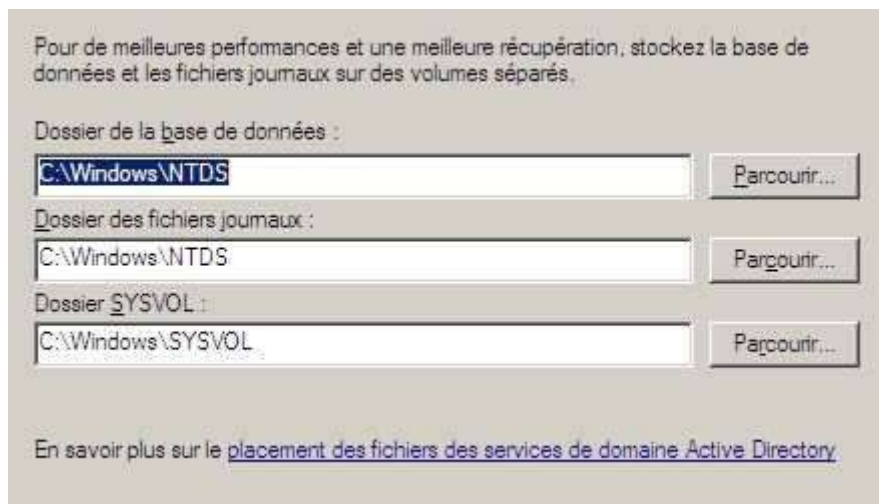 Pour de meilleures performances et une meilleure récupération, stockez la base de
données et les fichiers journaux sur des volumes séparés.
Dossier de la base de données :
C:\Windows\NTDS
Parcourir...
Dossier des fichiers journaux :
C:\Windows\NTDS
Parcourir...
Dossier SYSVOL :
C:\Windows\SYSVOL
Parcourir...
En savoir plus sur le placement des fichiers des services de domaine Active Directory